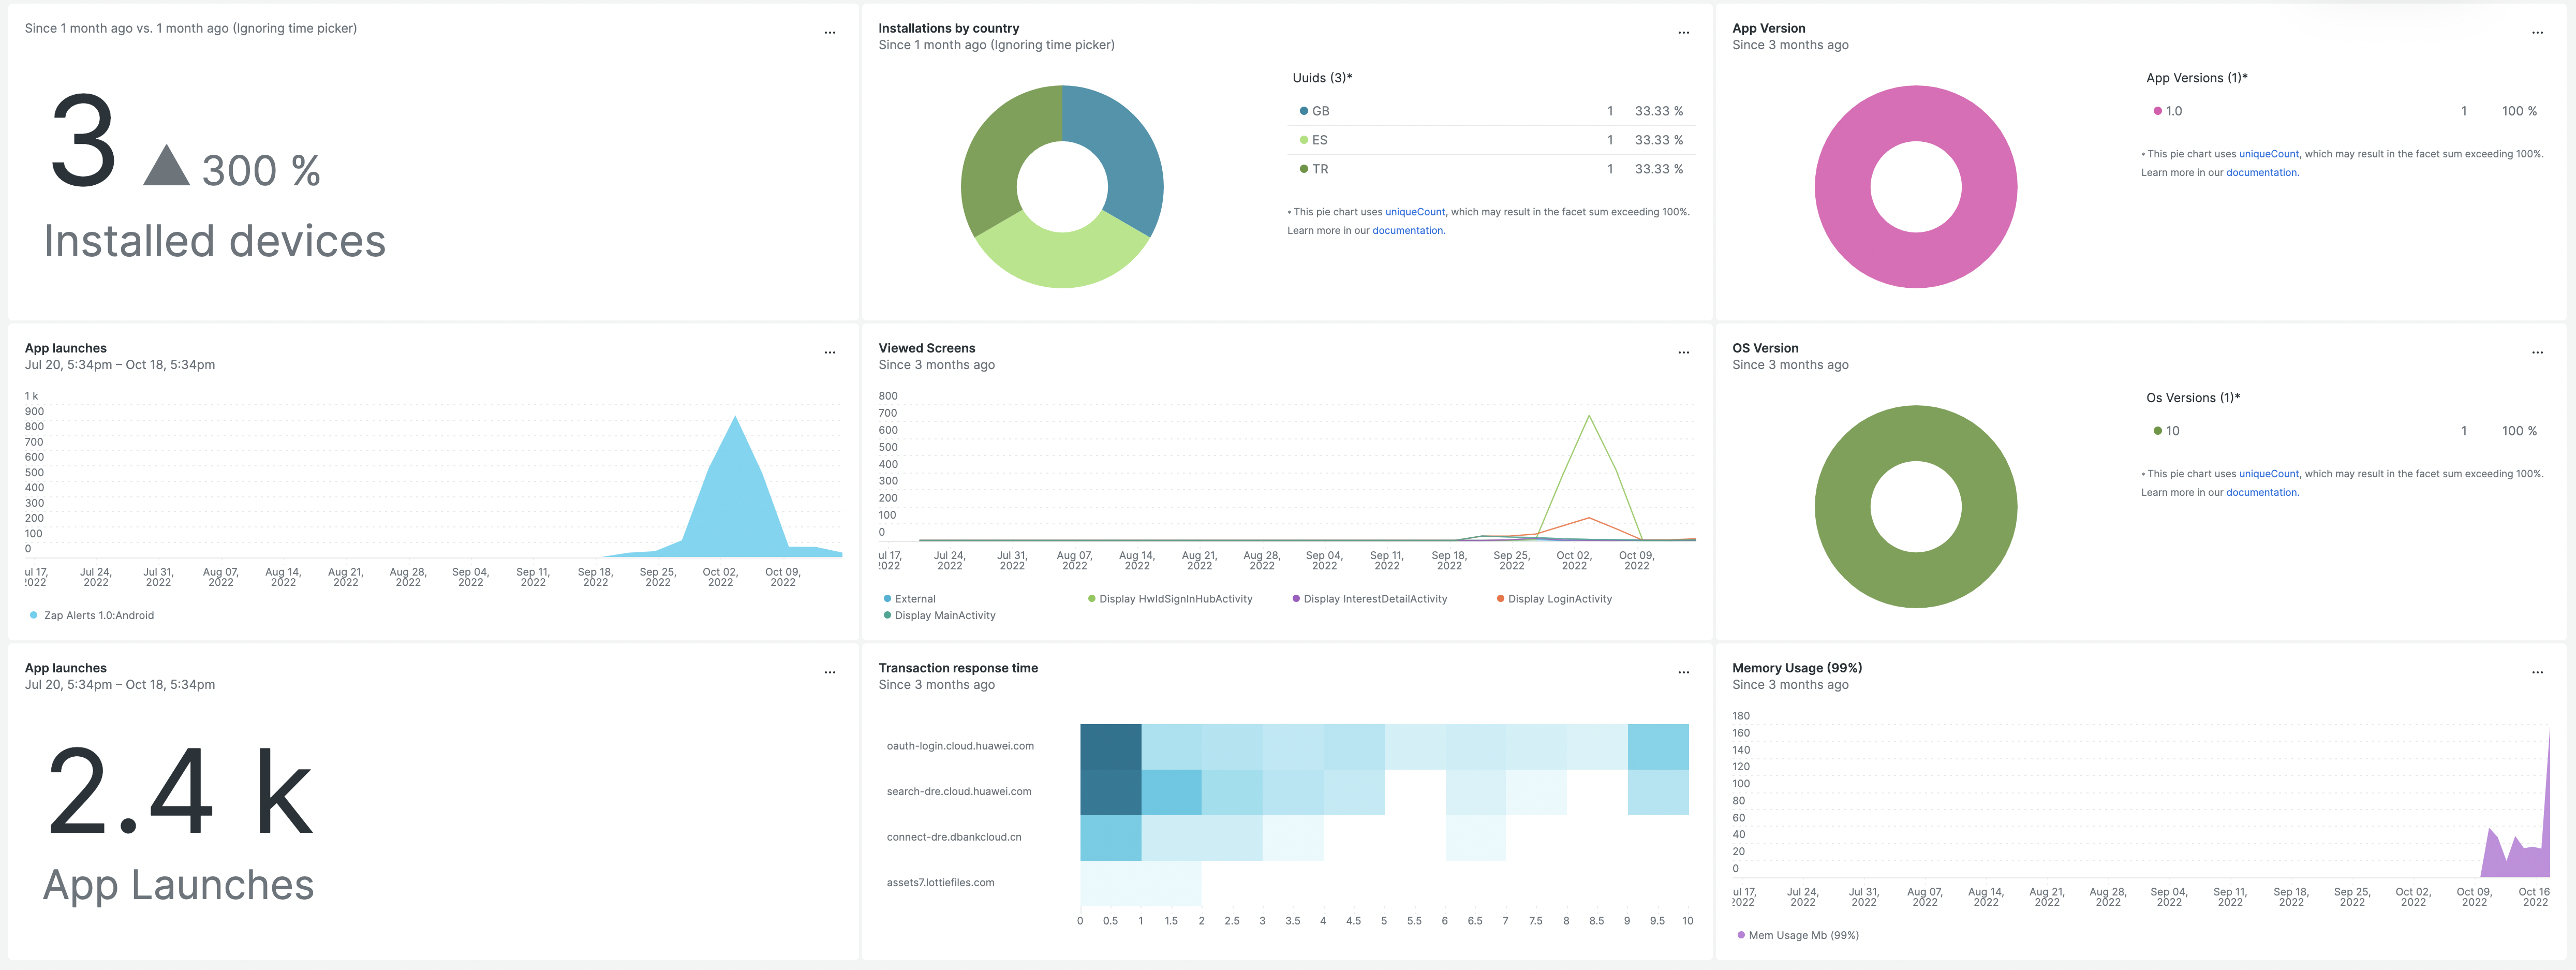 Since 1 month ago vs. 1 month ago (Ignoring time picker)
...
3 300 %
Installed devices
Installations by country
...
Since 1 month ago (Ignoring time picker)
Uuids (3)*
GB 1 33.33 %
ES 1 33.33 %
TR 1 33.33 %
* This pie chart uses uniqueCount, which may result in the facet sum exceeding 100%.
Learn more in our documentation.
App Version
...
Since 3 months ago
App Versions (1)*
1.0 1 100 %
* This pie chart uses uniqueCount, which may result in the facet sum exceeding 100%.
Learn more in our documentation.
App launches
...
Jul 20, 5:34pm – Oct 18, 5:34pm
1 k
900
800
700
600
500
400
300
200
100
0
ul 17, Jul 24, Jul 31, Aug 07, Aug 14, Aug 21, Aug 28, Sep 04, Sep 11, Sep 18, Sep 25, Oct 02, Oct 09,
2022 2022 2022 2022 2022 2022 2022 2022 2022 2022 2022 2022 2022
Zap Alerts 1.0:Android
Viewed Screens
...
Since 3 months ago
800
700
600
500
400
300
200
100
0
ul 17, Jul 24, Jul 31, Aug 07, Aug 14, Aug 21, Aug 28, Sep 04, Sep 11, Sep 18, Sep 25, Oct 02, Oct 09,
2022 2022 2022 2022 2022 2022 2022 2022 2022 2022 2022 2022 2022
External Display HwIdSignInHubActivity Display InterestDetailActivity Display LoginActivity
Display MainActivity
OS Version
...
Since 3 months ago
Os Versions (1)*
10 1 100 %
* This pie chart uses uniqueCount, which may result in the facet sum exceeding 100%.
Learn more in our documentation.
App launches
...
Jul 20, 5:34pm – Oct 18, 5:34pm
2.4 k
App Launches
Transaction response time
...
Since 3 months ago
oauth-login.cloud.huawei.com
search-dre.cloud.huawei.com
connect-dre.dbankcloud.cn
assets7.lottiefiles.com
0 0.5 1 1.5 2 2.5 3 3.5 4 4.5 5 5.5 6 6.5 7 7.5 8 8.5 9 9.5 10
Memory Usage (99%)
...
Since 3 months ago
180
160
140
120
100
80
60
40
20
0
ul 17, Jul 24, Jul 31, Aug 07, Aug 14, Aug 21, Aug 28, Sep 04, Sep 11, Sep 18, Sep 25, Oct 02, Oct 09, Oct 16
2022 2022 2022 2022 2022 2022 2022 2022 2022 2022 2022 2022 2022 2022
Mem Usage Mb (99%)